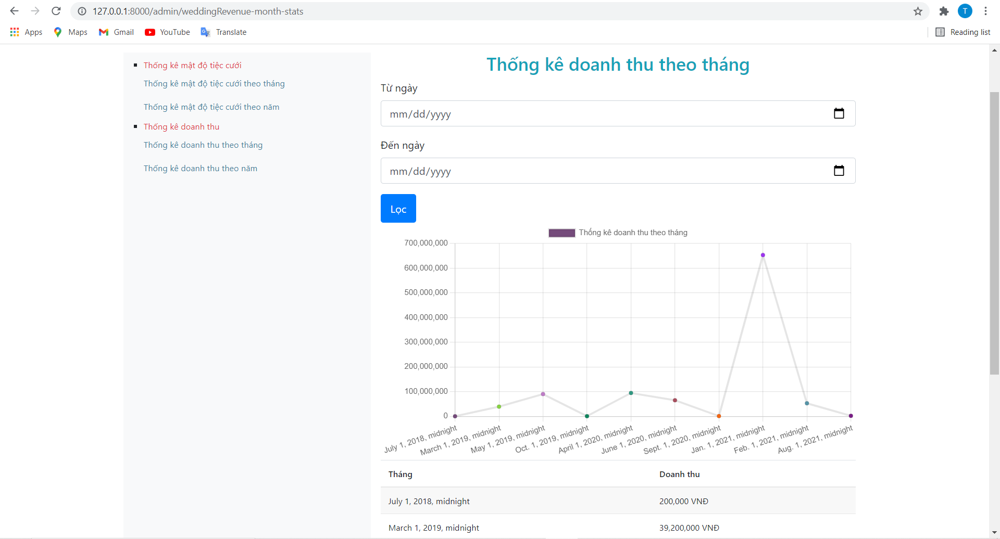 127.0.0.1:8000/admin/weddingRevenue-month-stats
T
Apps Maps Gmail YouTube Translate Reading list
Thống kê mật độ tiệc cưới
Thống kê mật độ tiệc cưới theo tháng
Thống kê mật độ tiệc cưới theo năm
Thống kê doanh thu
Thống kê doanh thu theo tháng
Thống kê doanh thu theo năm
Thống kê doanh thu theo tháng
Từ ngày
mm/dd/yyyy
Đến ngày
mm/dd/yyyy
Lọc
Thống kê doanh thu theo tháng
700,000,000
600,000,000
500,000,000
400,000,000
300,000,000
200,000,000
100,000,000
0
July 1, 2018, midnight
March 1, 2019, midnight
May 1, 2019, midnight
Oct. 1, 2019, midnight
April 1, 2020, midnight
June 1, 2020, midnight
Sept. 1, 2020, midnight
Jan. 1, 2021, midnight
Feb. 1, 2021, midnight
Aug. 1, 2021, midnight
Tháng Doanh thu
July 1, 2018, midnight 200,000 VNĐ
March 1, 2019, midnight 39,200,000 VNĐ